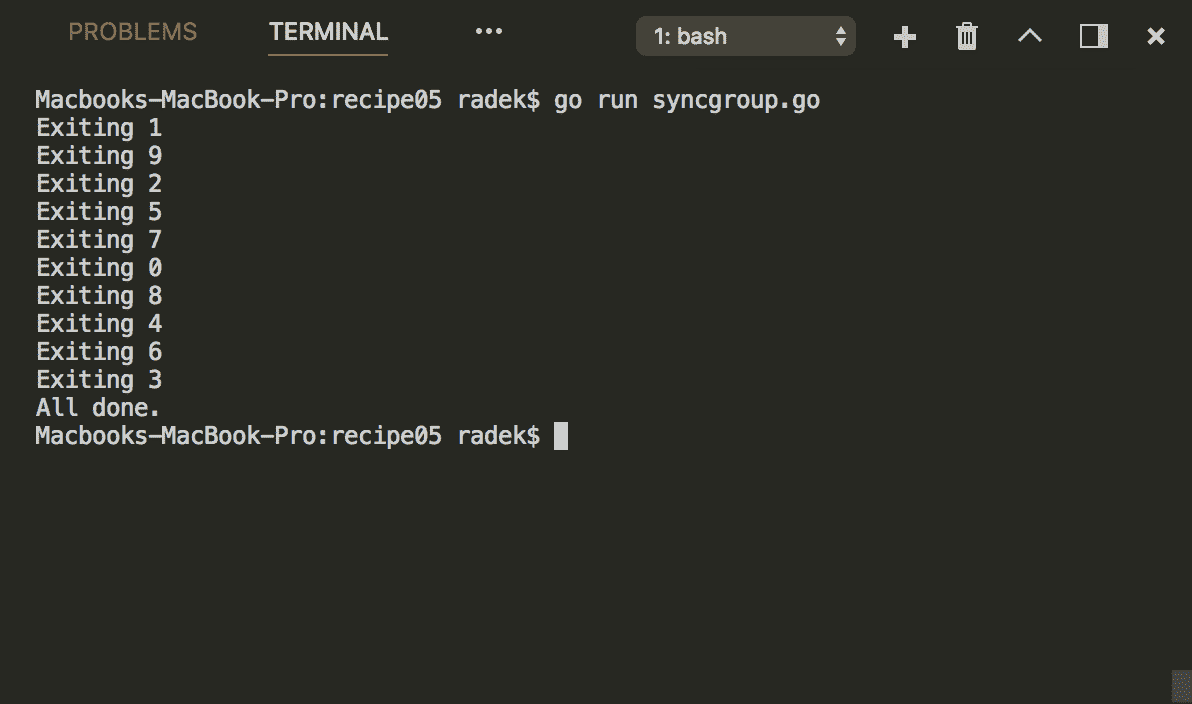 PROBLEMS TERMINAL ••• 1: bash
Macbooks-MacBook-Pro:recipe05 radek$ go run syncgroup.go
Exiting 1
Exiting 9
Exiting 2
Exiting 5
Exiting 7
Exiting 0
Exiting 8
Exiting 4
Exiting 6
Exiting 3
All done.
Macbooks-MacBook-Pro:recipe05 radek$